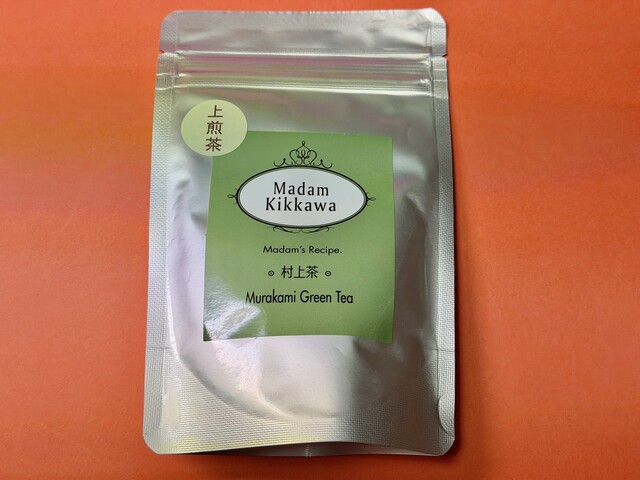 上煎茶
Madam
Kikkawa
Madam's Recipe.
村上茶
Murakami Green Tea